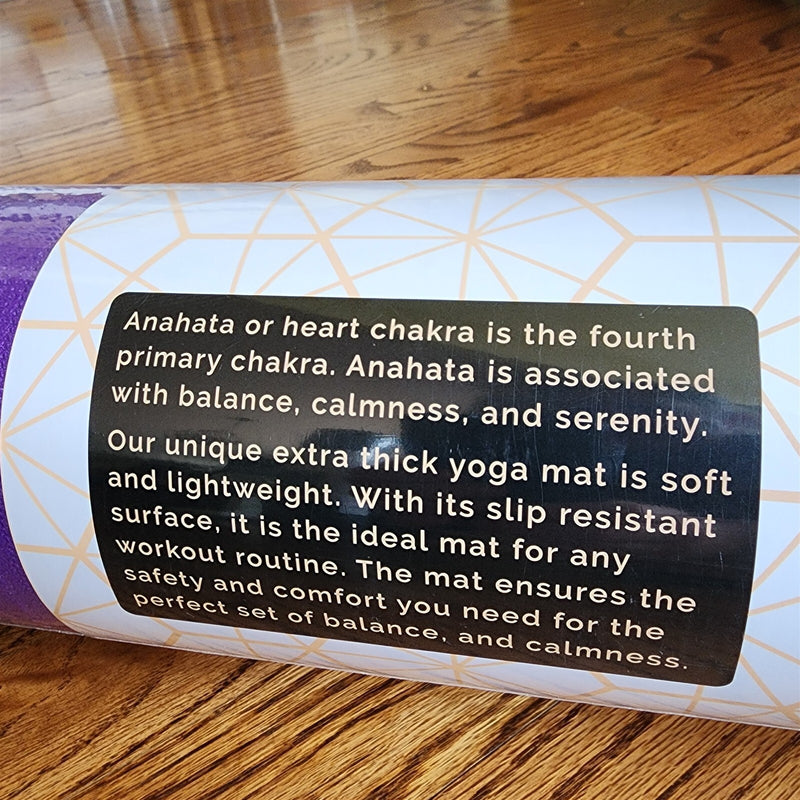 Anahata or heart chakra is the fourth
primary chakra. Anahata is associated
with balance, calmness, and serenity.
Our unique extra thick yoga mat is soft
and lightweight. With its slip resistant
surface, it is the ideal mat for any
workout routine. The mat ensures the
safety and comfort you need for the
perfect set of balance, and calmness.